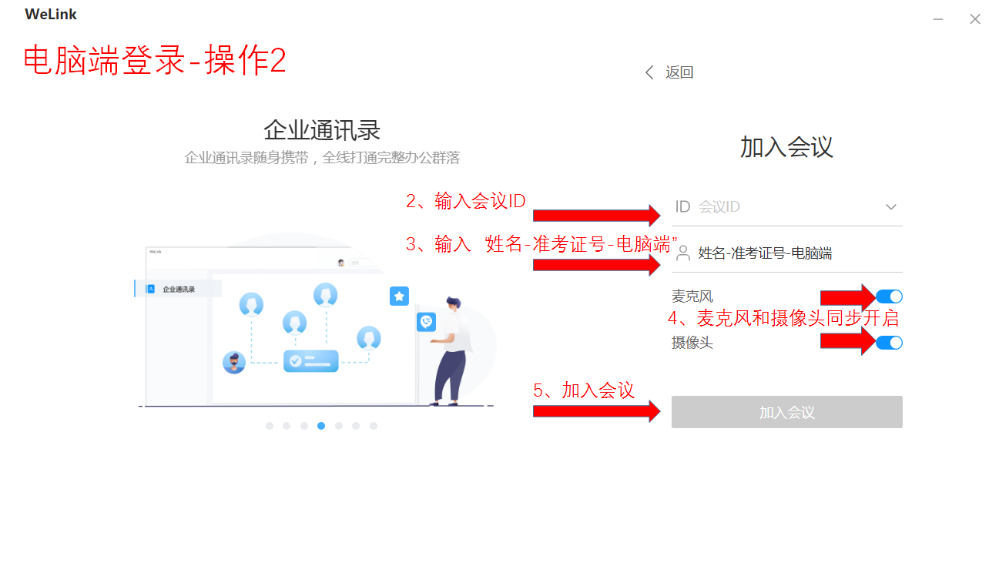 WeLink
电脑端登录-操作2
返回
企业通讯录
企业通讯录随身携带，全线打通完整办公群落
加入会议
2、输入会议ID
ID 会议ID
3、输入 “姓名-准考证号-电脑端”
姓名-准考证号-电脑端
WeLink
企业通讯录
麦克风
4、麦克风和摄像头同步开启
摄像头
5、加入会议
加入会议